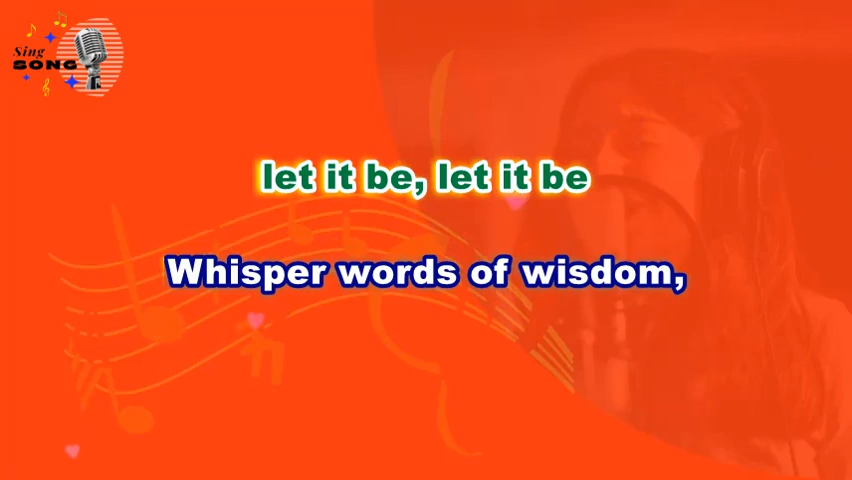 Sing
SONG
let it be, let it be
Whisper words of wisdom,